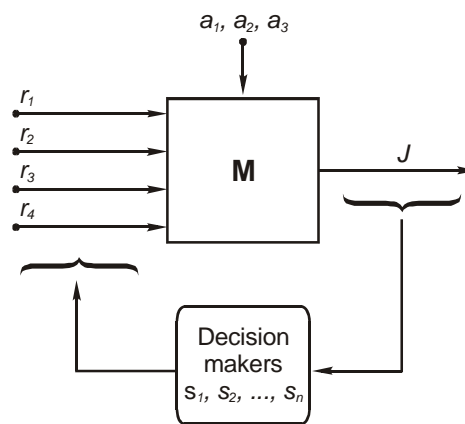 a1, a2, a3
r1
r2
r3
r4
M
J
Decision
makers
s1, s2, ..., sn